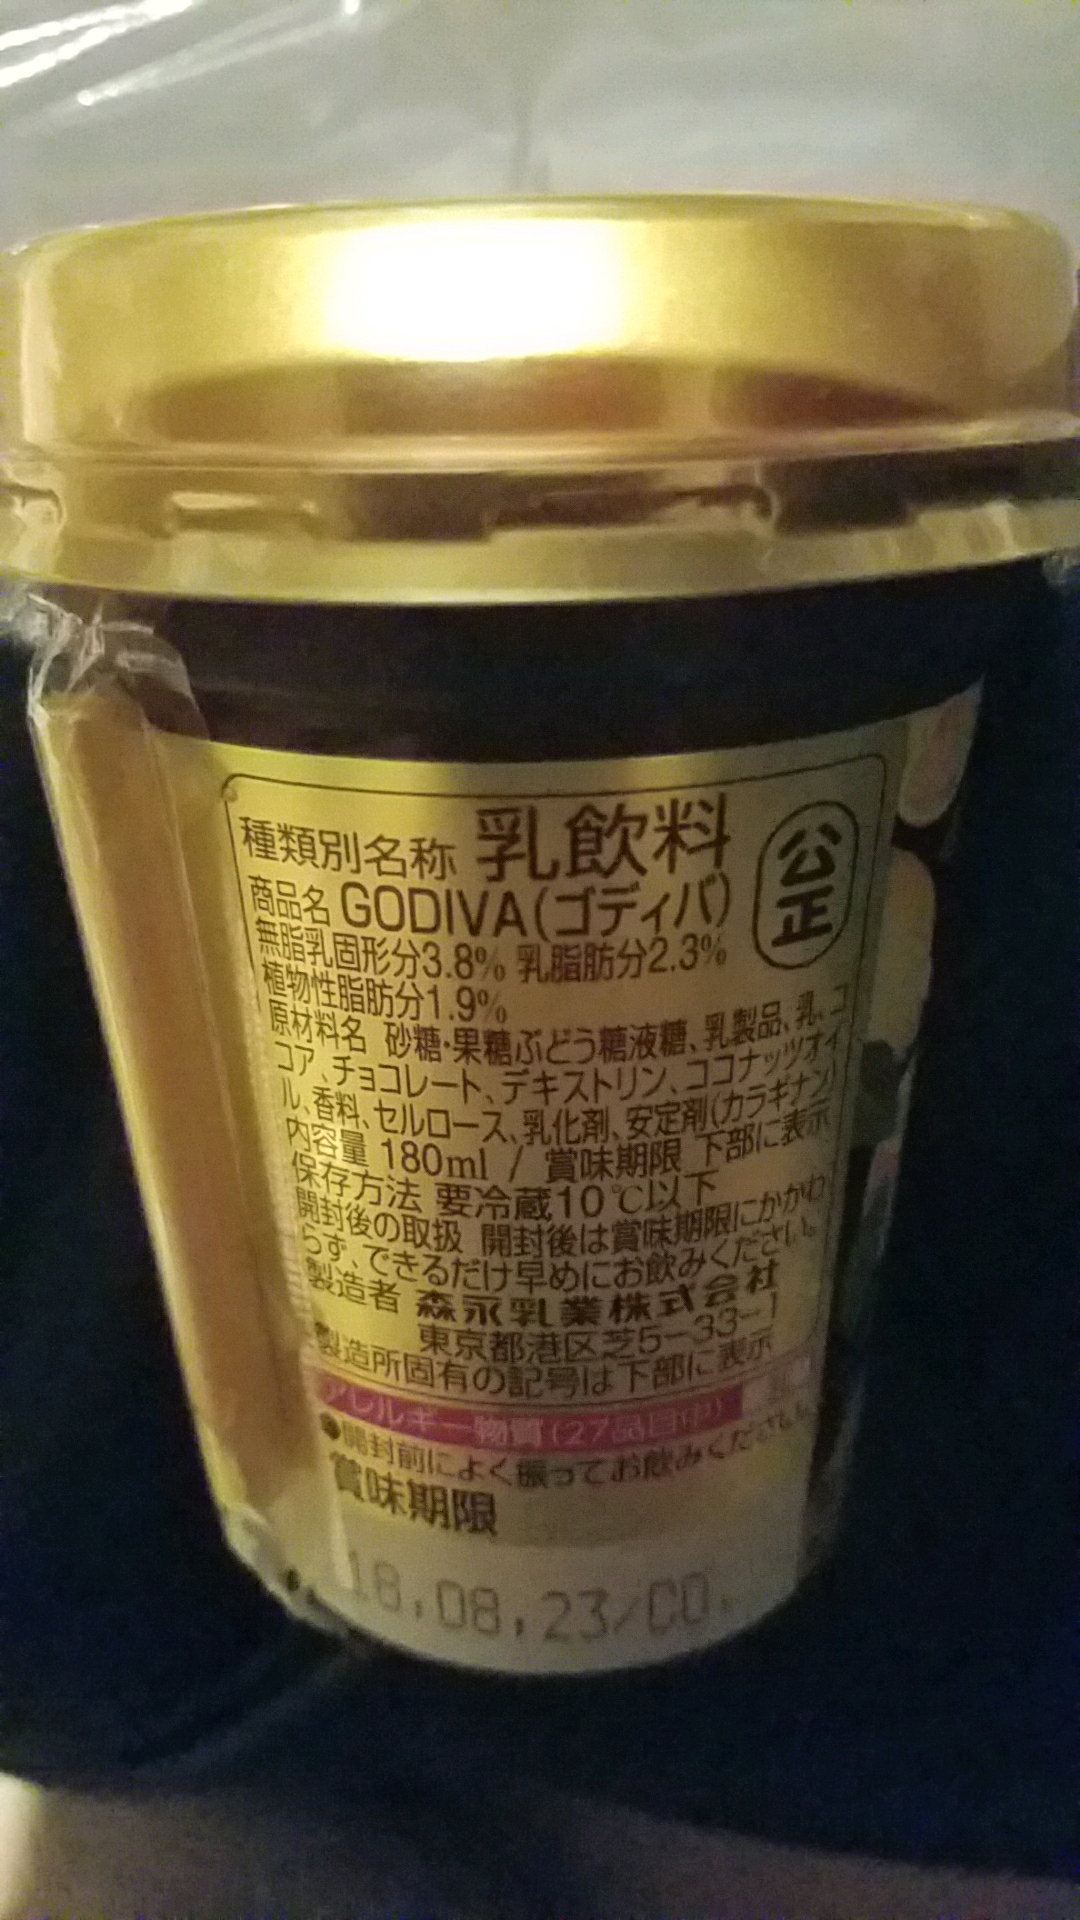 種類別名称 乳飲料
公正
商品名 GODIVA(ゴディバ)
無脂乳固形分3.8% 乳脂肪分2.3%
植物性脂肪分1.9%
原材料名 砂糖・果糖ぶどう糖液糖、乳製品、乳、コ
コア、チョコレート、デキストリン、ココナッツオイ
ル、香料、セルロース、乳化剤、安定剤(カラギナン)
内容量 180ml / 賞味期限 下部に表示
保存方法 要冷蔵10℃以下
開封後の取扱 開封後は賞味期限にかかわ
らず、できるだけ早めにお飲みください。
製造者 森永乳業株式会社
東京都港区芝5-33-1
製造所固有の記号は下部に表示
アレルギー物質(27品目中)
●開封前によく振ってお飲みください。
賞味期限
18.08.23/CO